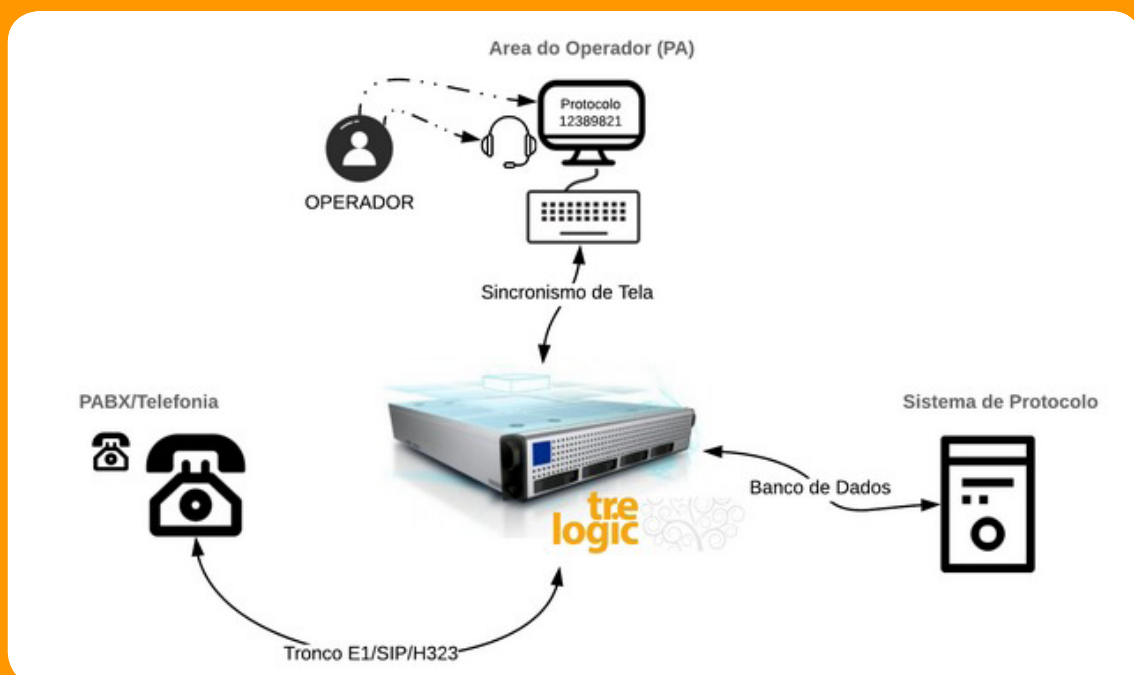 Area do Operador (PA)
Protocolo
12389821
OPERADOR
Sincronismo de Tela
PABX/Telefonia
Sistema de Protocolo
Banco de Dados
tre
logic
Tronco E1/SIP/H323